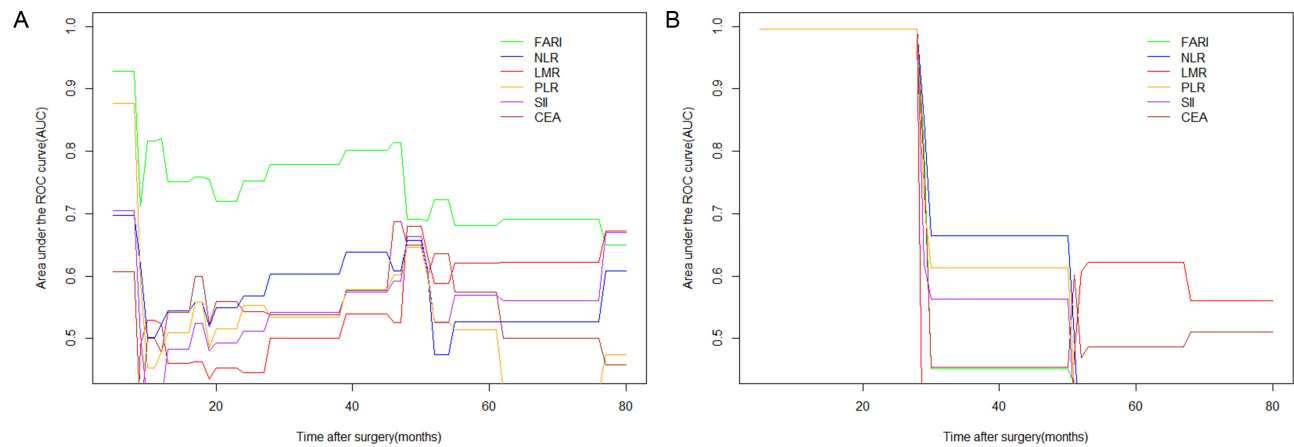 A
Area under the ROC curve(AUC)
1.0
0.9
0.8
0.7
0.6
0.5
FARI
NLR
LMR
PLR
SII
CEA
20
40
60
80
Time after surgery(months)
B
Area under the ROC curve(AUC)
1.0
0.9
0.8
0.7
0.6
0.5
FARI
NLR
LMR
PLR
SII
CEA
20
40
60
80
Time after surgery(months)